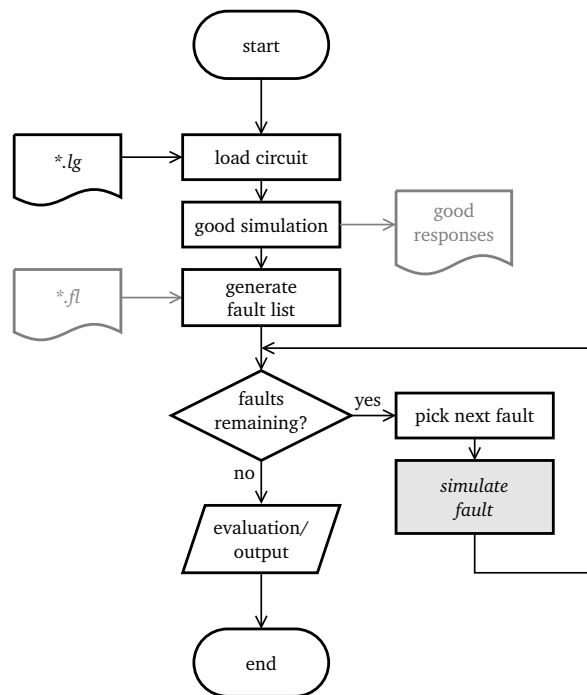 start
*.lg
load circuit
good simulation
good
responses
*.fl
generate
fault list
faults
remaining?
yes
pick next fault
simulate
fault
no
evaluation/
output
end